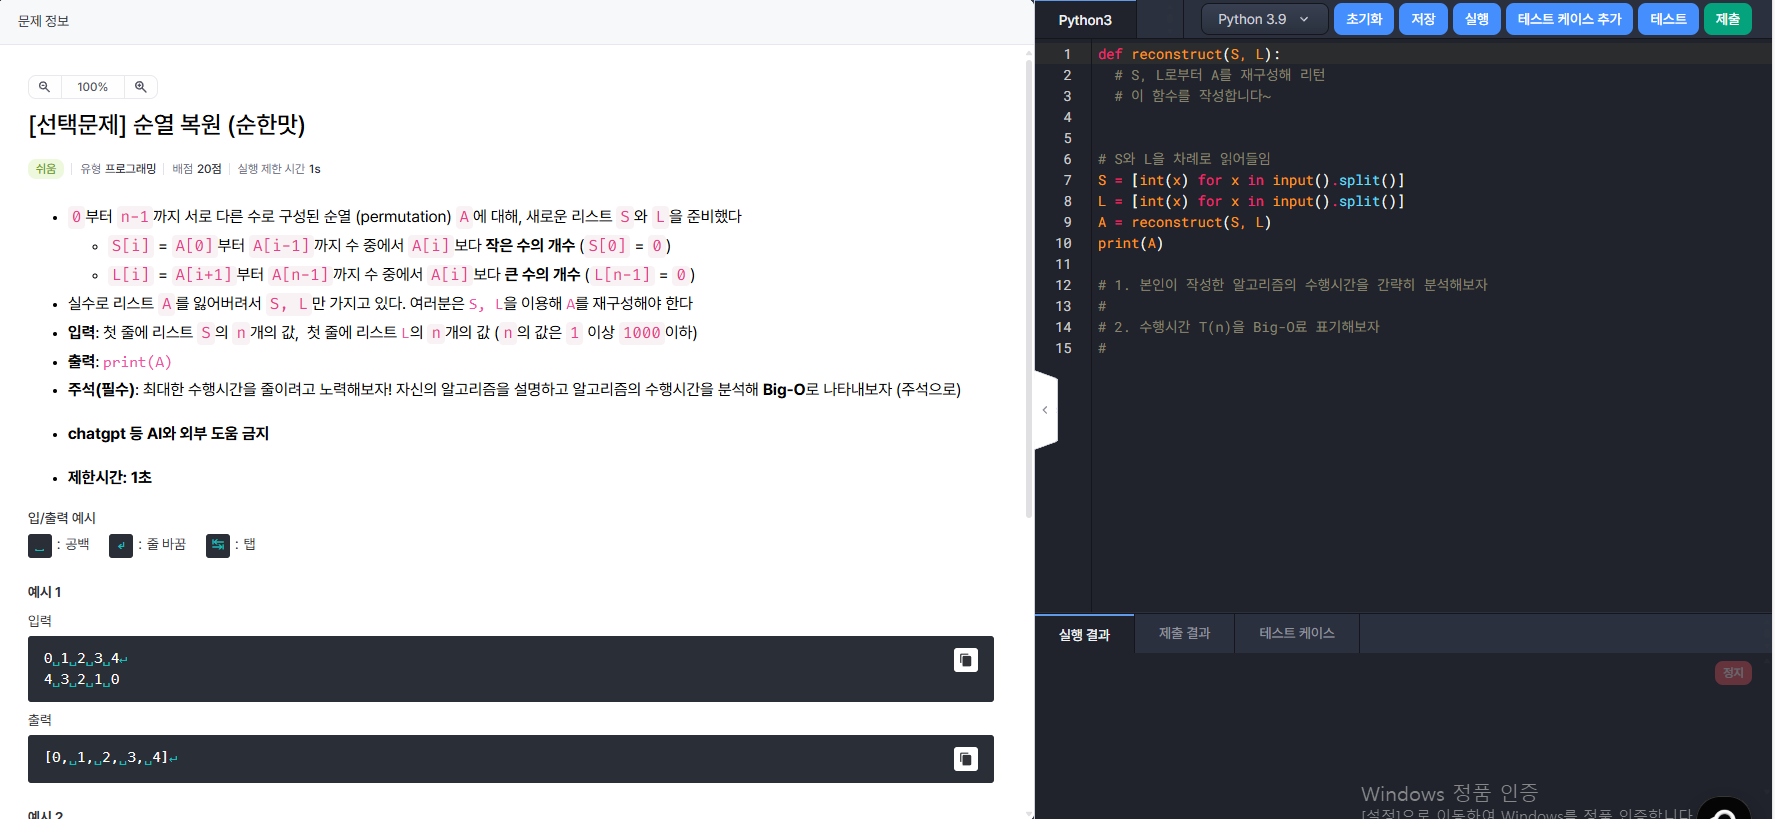 문제 정보
100%
[선택문제] 순열 복원 (순한맛)
쉬움 유형 프로그래밍 배점 20점 실행 제한 시간 1s
0 부터 n-1 까지 서로 다른 수로 구성된 순열 (permutation) A 에 대해, 새로운 리스트 S 와 L 을 준비했다
S[i] = A[0] 부터 A[i-1] 까지 수 중에서 A[i] 보다 작은 수의 개수 ( S[0] = 0 )
L[i] = A[i+1] 부터 A[n-1] 까지 수 중에서 A[i] 보다 큰 수의 개수 ( L[n-1] = 0 )
실수로 리스트 A 를 잃어버려서 S, L 만 가지고 있다. 여러분은 S, L을 이용해 A를 재구성해야 한다
입력: 첫 줄에 리스트 S 의 n 개의 값, 첫 줄에 리스트 L의 n 개의 값 ( n 의 값은 1 이상 1000 이하)
출력: print(A)
주석(필수): 최대한 수행시간을 줄이려고 노력해보자! 자신의 알고리즘을 설명하고 알고리즘의 수행시간을 분석해 Big-O로 나타내보자 (주석으로)
chatgpt 등 AI와 외부 도움 금지
제한시간: 1초
입/출력 예시
␣ : 공백 ↵ : 줄 바꿈 ↹ : 탭
예시 1
입력
0␣1␣2␣3␣4↵
4␣3␣2␣1␣0
출력
[0,␣1,␣2,␣3,␣4]↵
예시 2
Python3
Python 3.9
초기화
저장
실행
테스트 케이스 추가
테스트
제출
1 def reconstruct(S, L):
2 # S, L로부터 A를 재구성해 리턴
3 # 이 함수를 작성합니다~
4
5
6 # S와 L을 차례로 읽어들임
7 S = [int(x) for x in input().split()]
8 L = [int(x) for x in input().split()]
9 A = reconstruct(S, L)
10 print(A)
11
12 # 1. 본인이 작성한 알고리즘의 수행시간을 간략히 분석해보자
13 #
14 # 2. 수행시간 T(n)을 Big-O료 표기해보자
15 #
실행 결과
제출 결과
테스트 케이스
정지
Windows 정품 인증
[설정]으로 이동하여 Windows를 정품 인증합니다